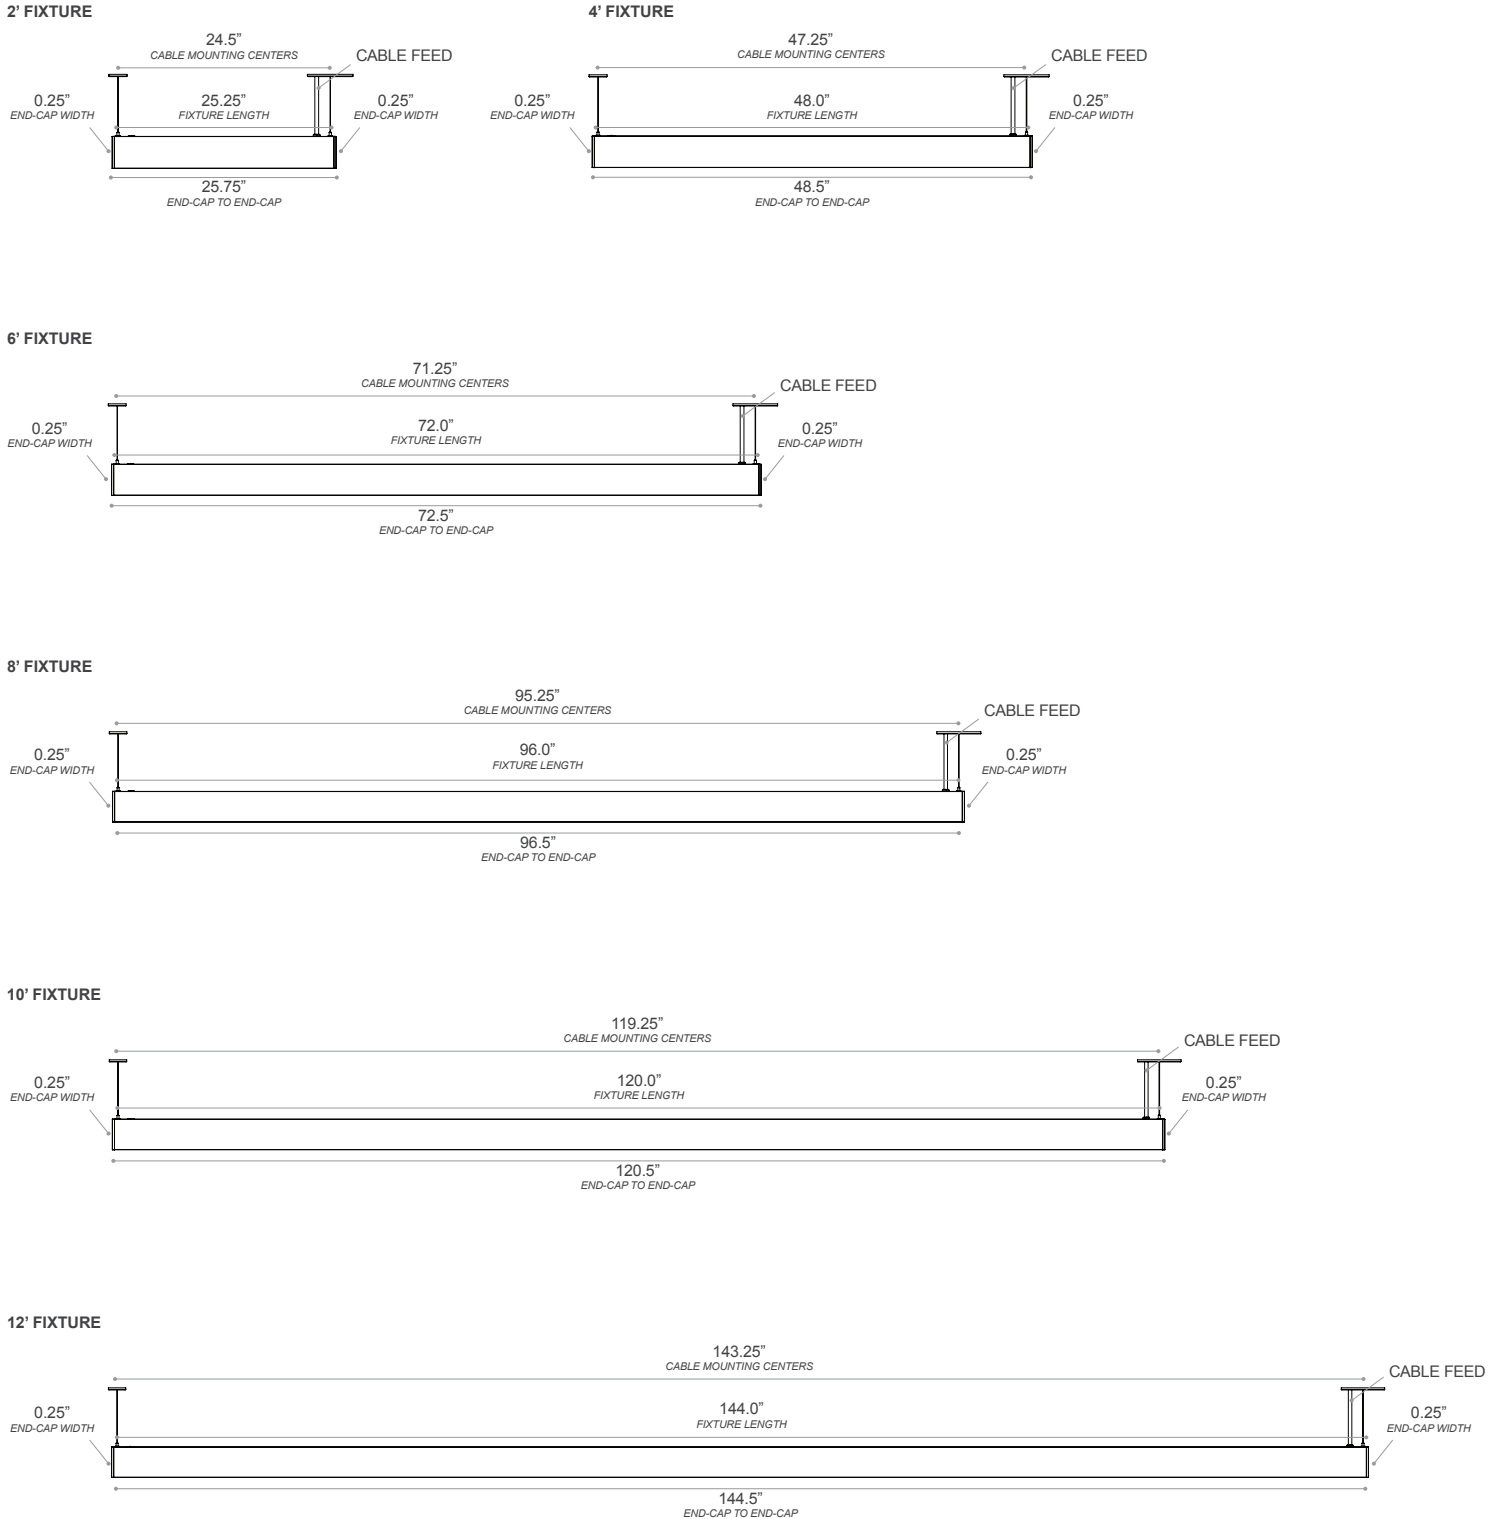 2’ FIXTURE
24.5”
CABLE MOUNTING CENTERS
CABLE FEED
0.25”
END-CAP WIDTH
25.25”
FIXTURE LENGTH
0.25”
END-CAP WIDTH
25.75”
END-CAP TO END-CAP
4’ FIXTURE
47.25”
CABLE MOUNTING CENTERS
CABLE FEED
0.25”
END-CAP WIDTH
48.0”
FIXTURE LENGTH
0.25”
END-CAP WIDTH
48.5”
END-CAP TO END-CAP
6’ FIXTURE
71.25”
CABLE MOUNTING CENTERS
CABLE FEED
0.25”
END-CAP WIDTH
72.0”
FIXTURE LENGTH
0.25”
END-CAP WIDTH
72.5”
END-CAP TO END-CAP
8’ FIXTURE
95.25”
CABLE MOUNTING CENTERS
CABLE FEED
0.25”
END-CAP WIDTH
96.0”
FIXTURE LENGTH
0.25”
END-CAP WIDTH
96.5”
END-CAP TO END-CAP
10’ FIXTURE
119.25”
CABLE MOUNTING CENTERS
CABLE FEED
0.25”
END-CAP WIDTH
120.0”
FIXTURE LENGTH
0.25”
END-CAP WIDTH
120.5”
END-CAP TO END-CAP
12’ FIXTURE
143.25”
CABLE MOUNTING CENTERS
CABLE FEED
0.25”
END-CAP WIDTH
144.0”
FIXTURE LENGTH
0.25”
END-CAP WIDTH
144.5”
END-CAP TO END-CAP